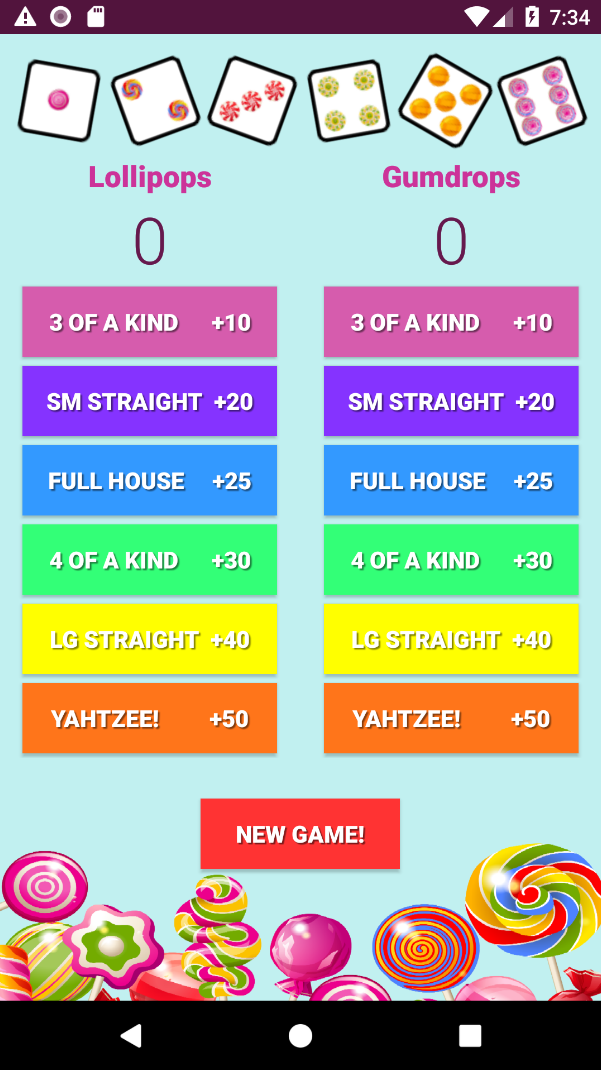 7:34
Lollipops Gumdrops
0 0
3 OF A KIND +10 3 OF A KIND +10
SM STRAIGHT +20 SM STRAIGHT +20
FULL HOUSE +25 FULL HOUSE +25
4 OF A KIND +30 4 OF A KIND +30
LG STRAIGHT +40 LG STRAIGHT +40
YAHTZEE! +50 YAHTZEE! +50
NEW GAME!